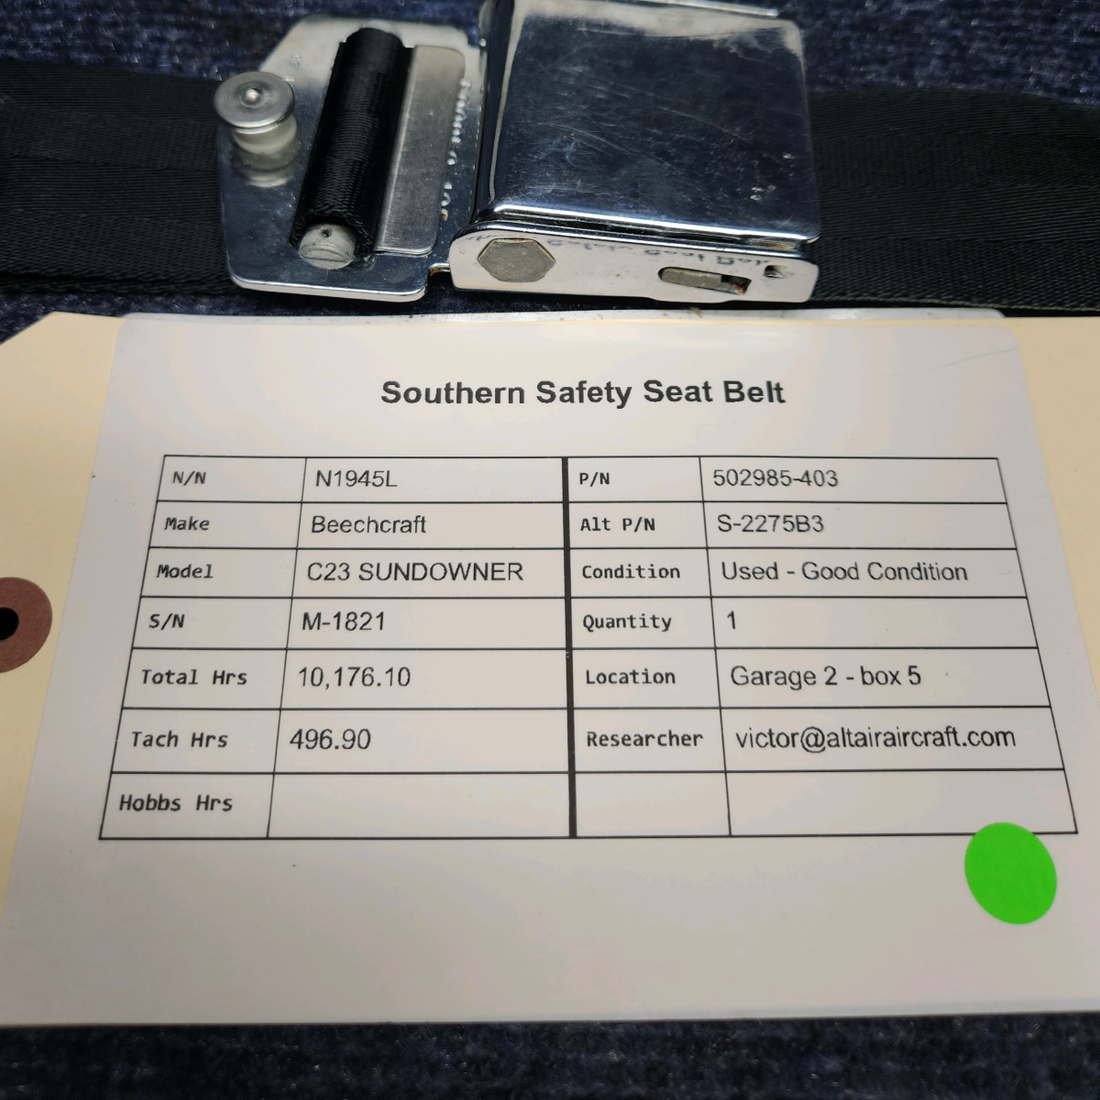 Southern Safety Seat Belt
N/N N1945L P/N 502985-403
Make Beechcraft Alt P/N S-2275B3
Model C23 SUNDOWNER Condition Used - Good Condition
S/N M-1821 Quantity 1
Total Hrs 10,176.10 Location Garage 2 - box 5
Tach Hrs 496.90 Researcher victor@altairaircraft.com
Hobbs Hrs